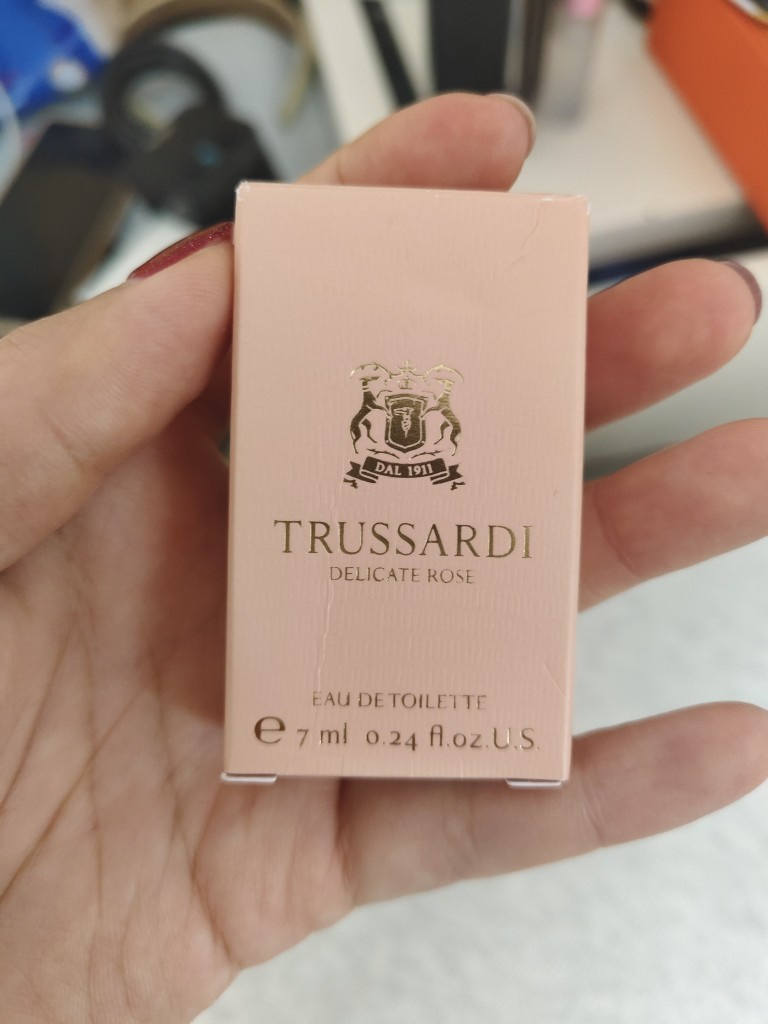 DAL 1911
TRUSSARDI
DELICATE ROSE
EAU DE TOILETTE
℮ 7 ml 0.24 fl.oz.U.S.